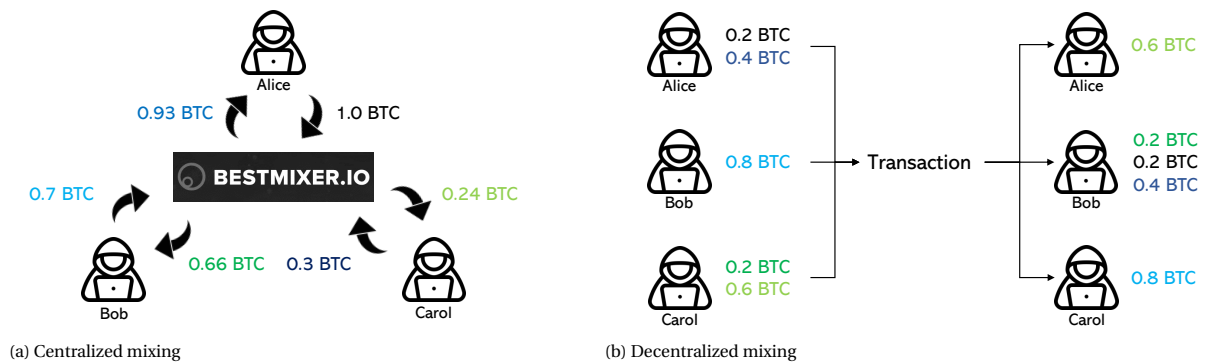 Alice
0.93 BTC
1.0 BTC
BESTMIXER.IO
0.7 BTC
0.24 BTC
0.66 BTC
0.3 BTC
Bob
Carol
(a) Centralized mixing
0.2 BTC
0.4 BTC
Alice
0.8 BTC
Bob
0.2 BTC
0.6 BTC
Carol
Transaction
0.6 BTC
Alice
0.2 BTC
0.2 BTC
0.4 BTC
Bob
0.8 BTC
Carol
(b) Decentralized mixing